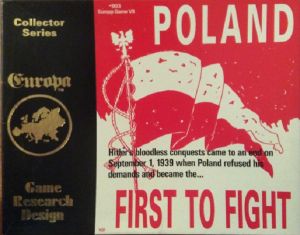 Collector
Series
#903
Europa Game VII
POLAND
Europa
Hitler's bloodless conquests came to an end on
September 1, 1939 when Poland refused his
demands and became the...
Game
Research
Design
FIRST TO FIGHT